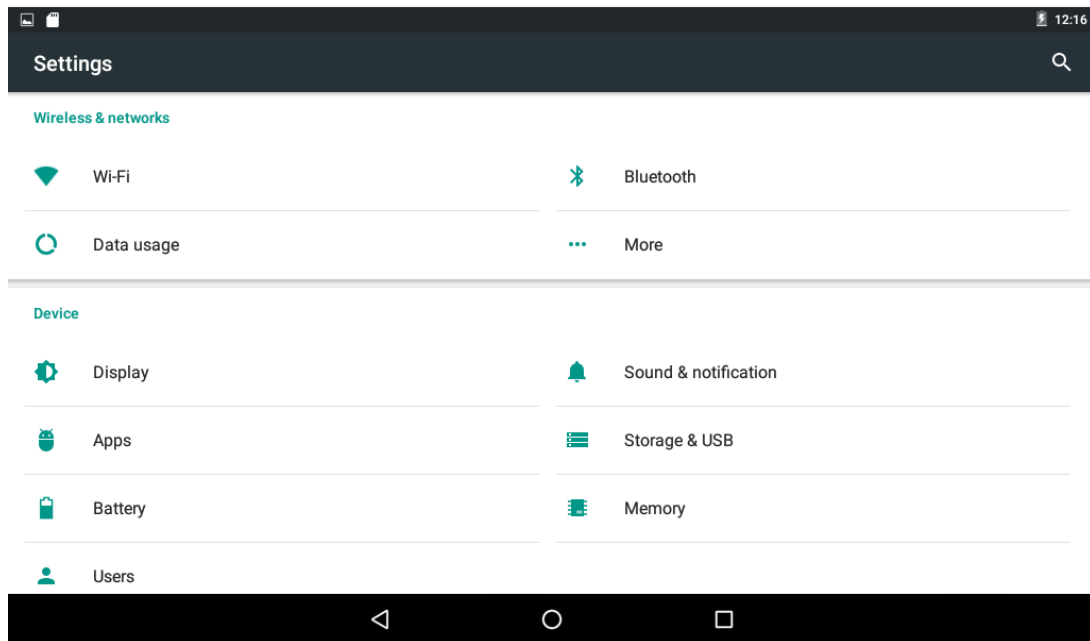 12:16
Settings
Wireless & networks
Wi-Fi
Bluetooth
Data usage
More
Device
Display
Sound & notification
Apps
Storage & USB
Battery
Memory
Users